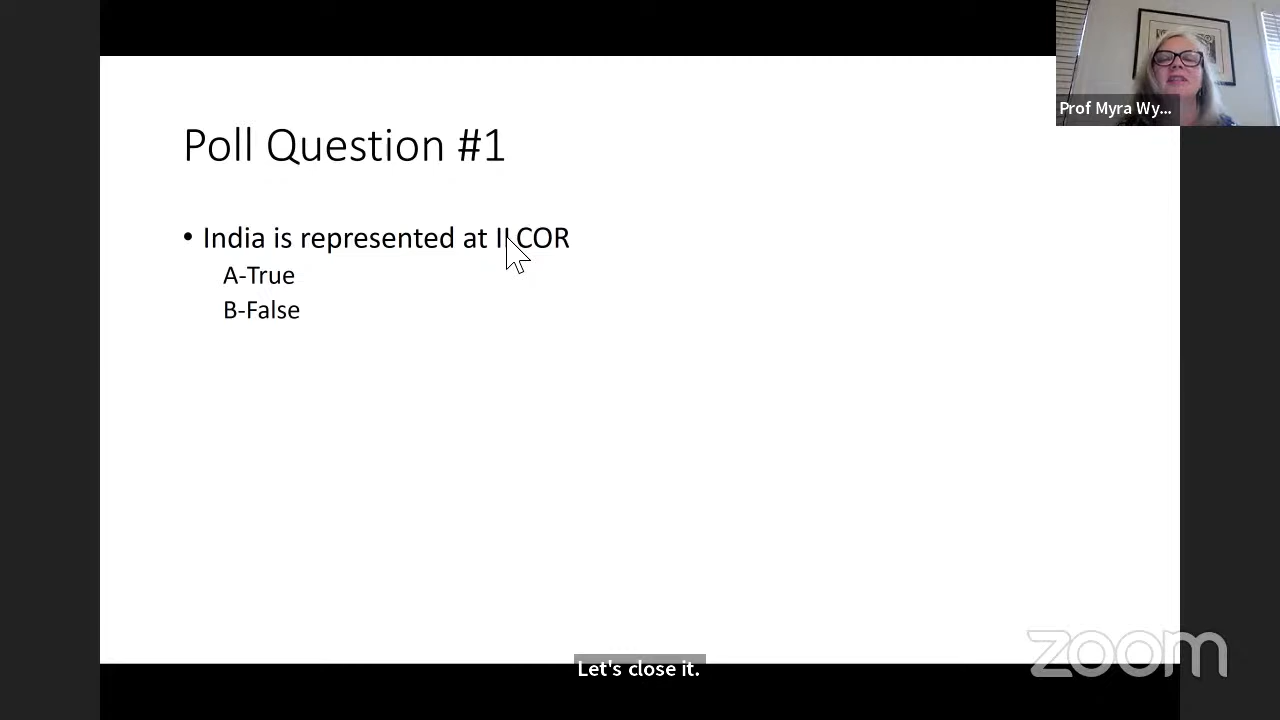 Prof Myra Wy...
Poll Question #1
• India is represented at ILCOR
A-True
B-False
zoom
Let's close it.